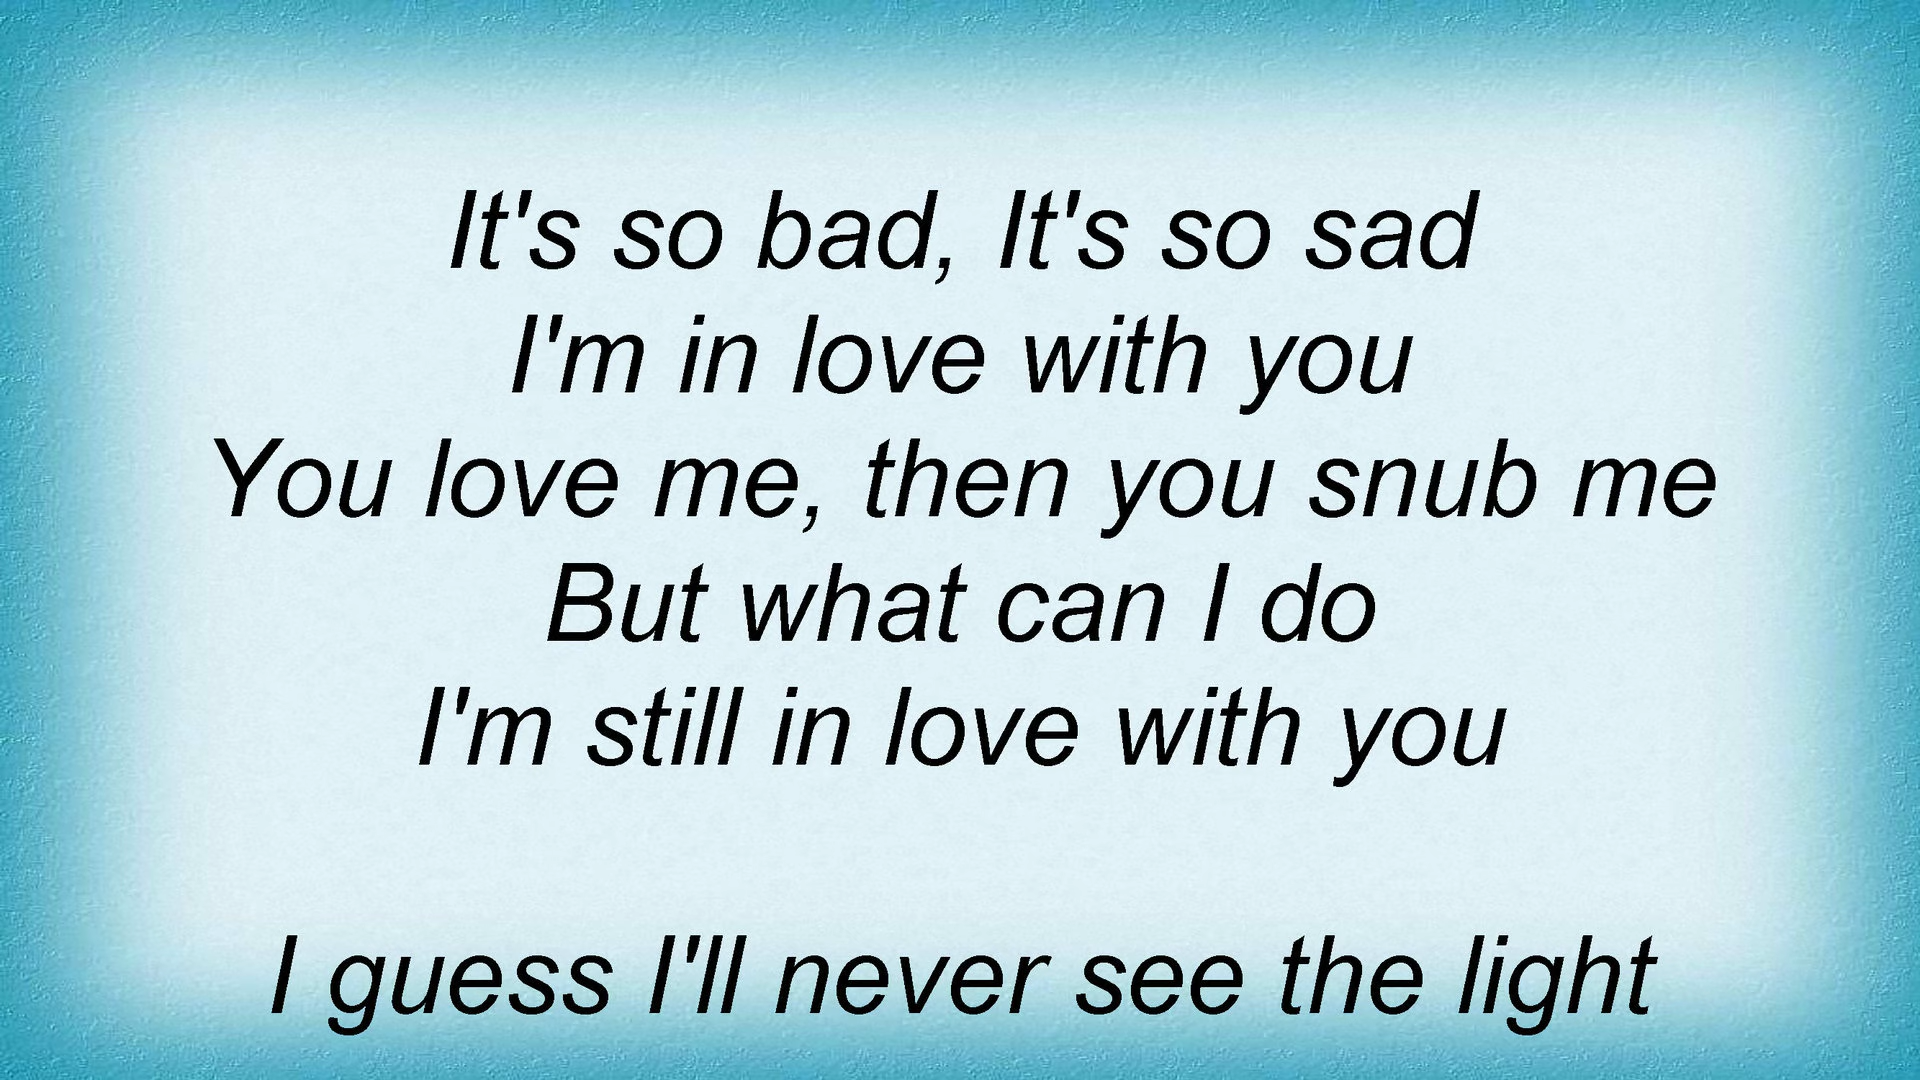 It's so bad, It's so sad
I'm in love with you
You love me, then you snub me
But what can I do
I'm still in love with you
I guess I'll never see the light